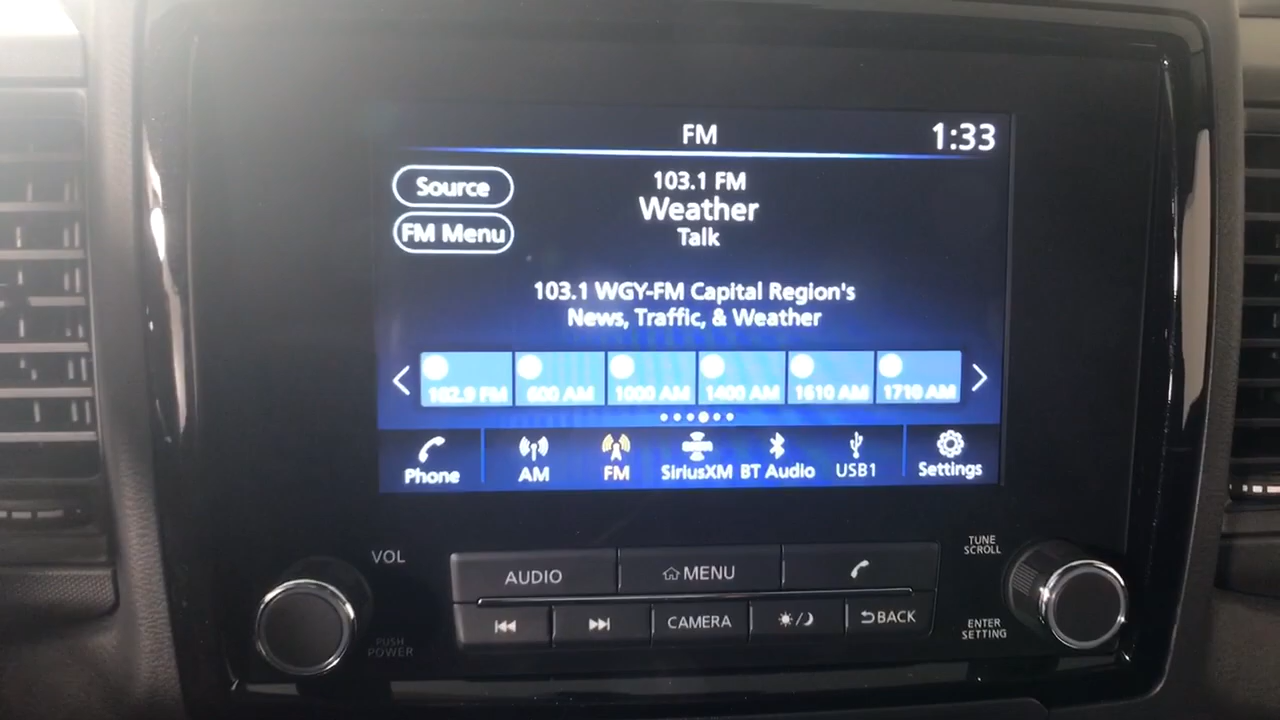 FM
1:33
Source
FM Menu
103.1 FM
Weather
Talk
103.1 WGY-FM Capital Region's
News, Traffic, & Weather
102.9 FM
600 AM
1000 AM
1400 AM
1610 AM
1710 AM
Phone
AM
FM
SiriusXM
BT Audio
USB1
Settings
VOL
PUSH
POWER
AUDIO
MENU
CAMERA
BACK
TUNE
SCROLL
ENTER
SETTING